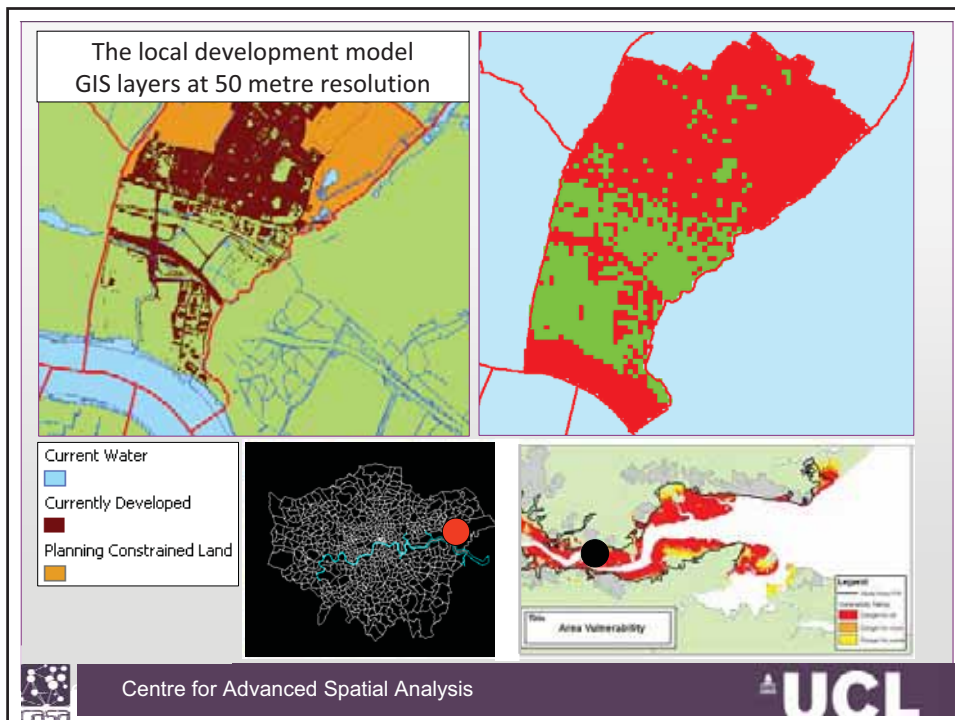 The local development model
GIS layers at 50 metre resolution
Current Water
Currently Developed
Planning Constrained Land
Title
Area Vulnerability
Legend
Centre for Advanced Spatial Analysis
UCL